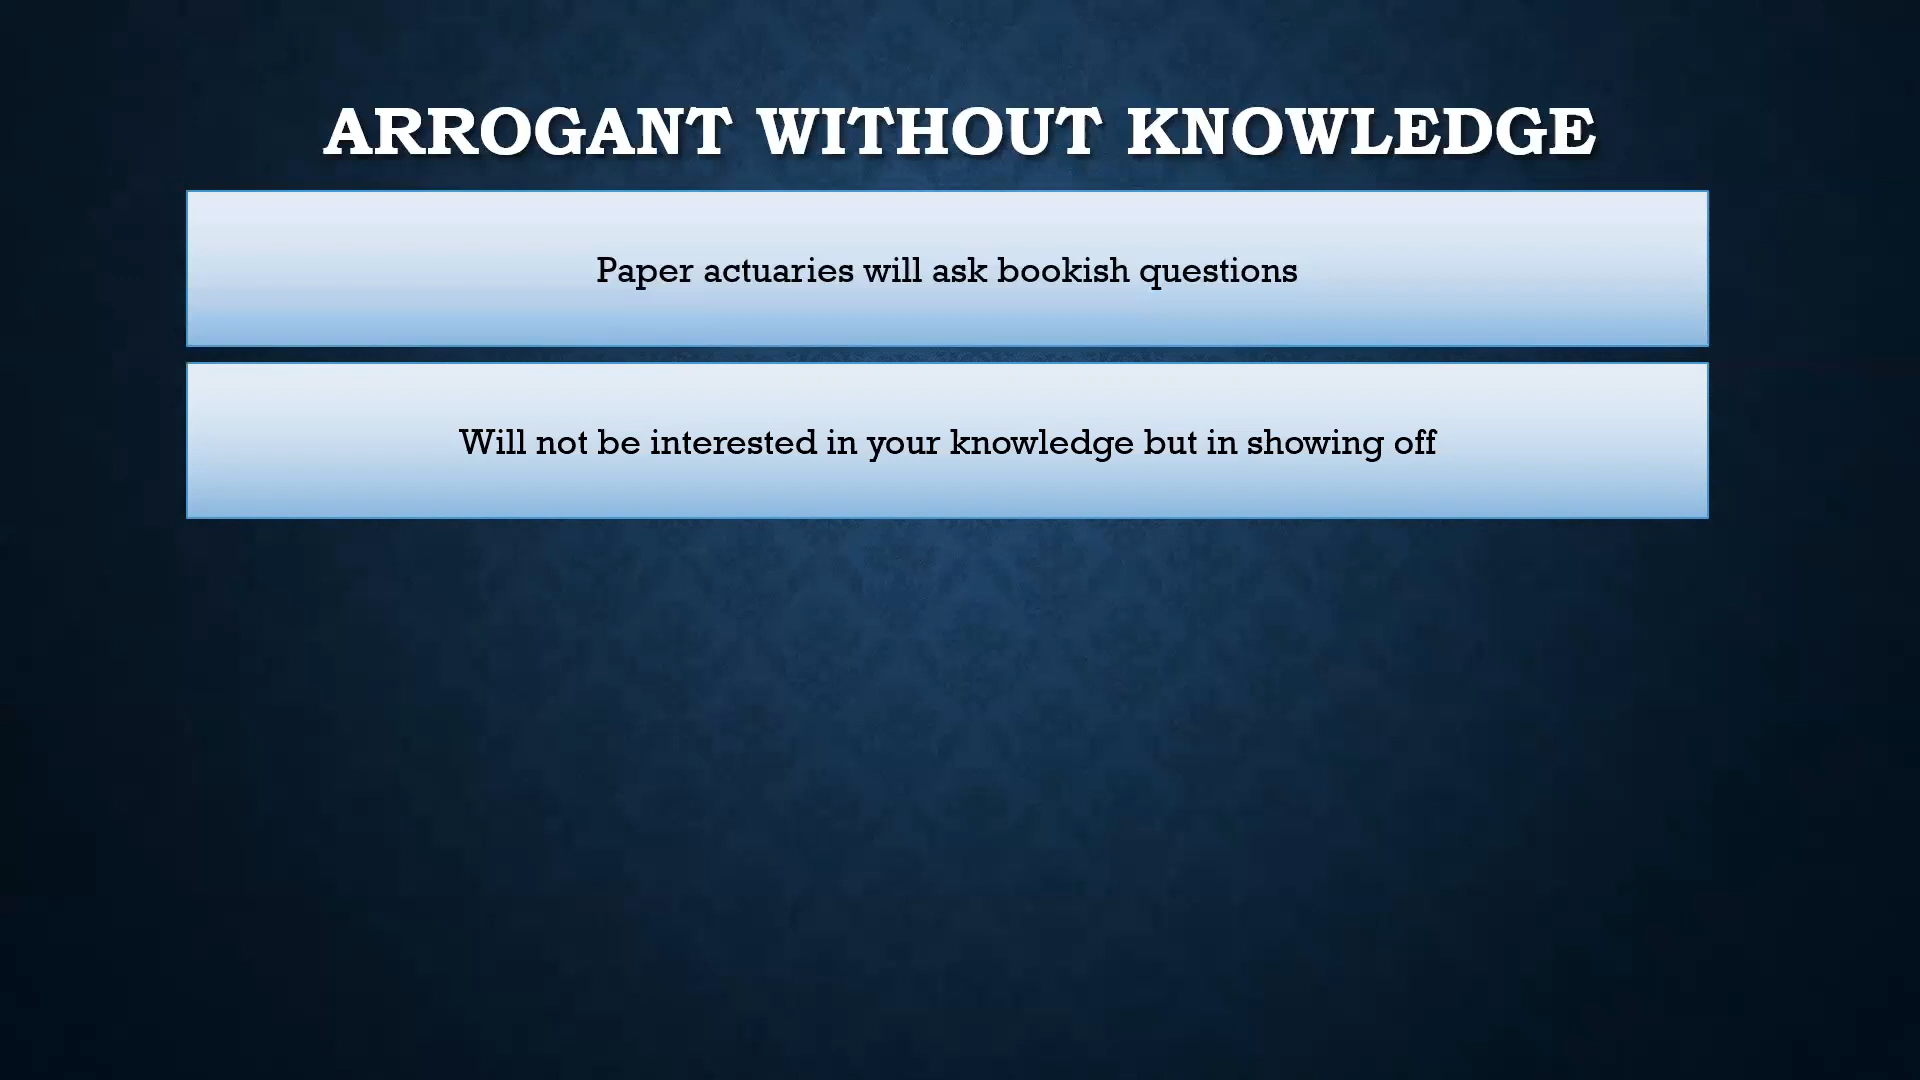 ARROGANT WITHOUT KNOWLEDGE
Paper actuaries will ask bookish questions
Will not be interested in your knowledge but in showing off